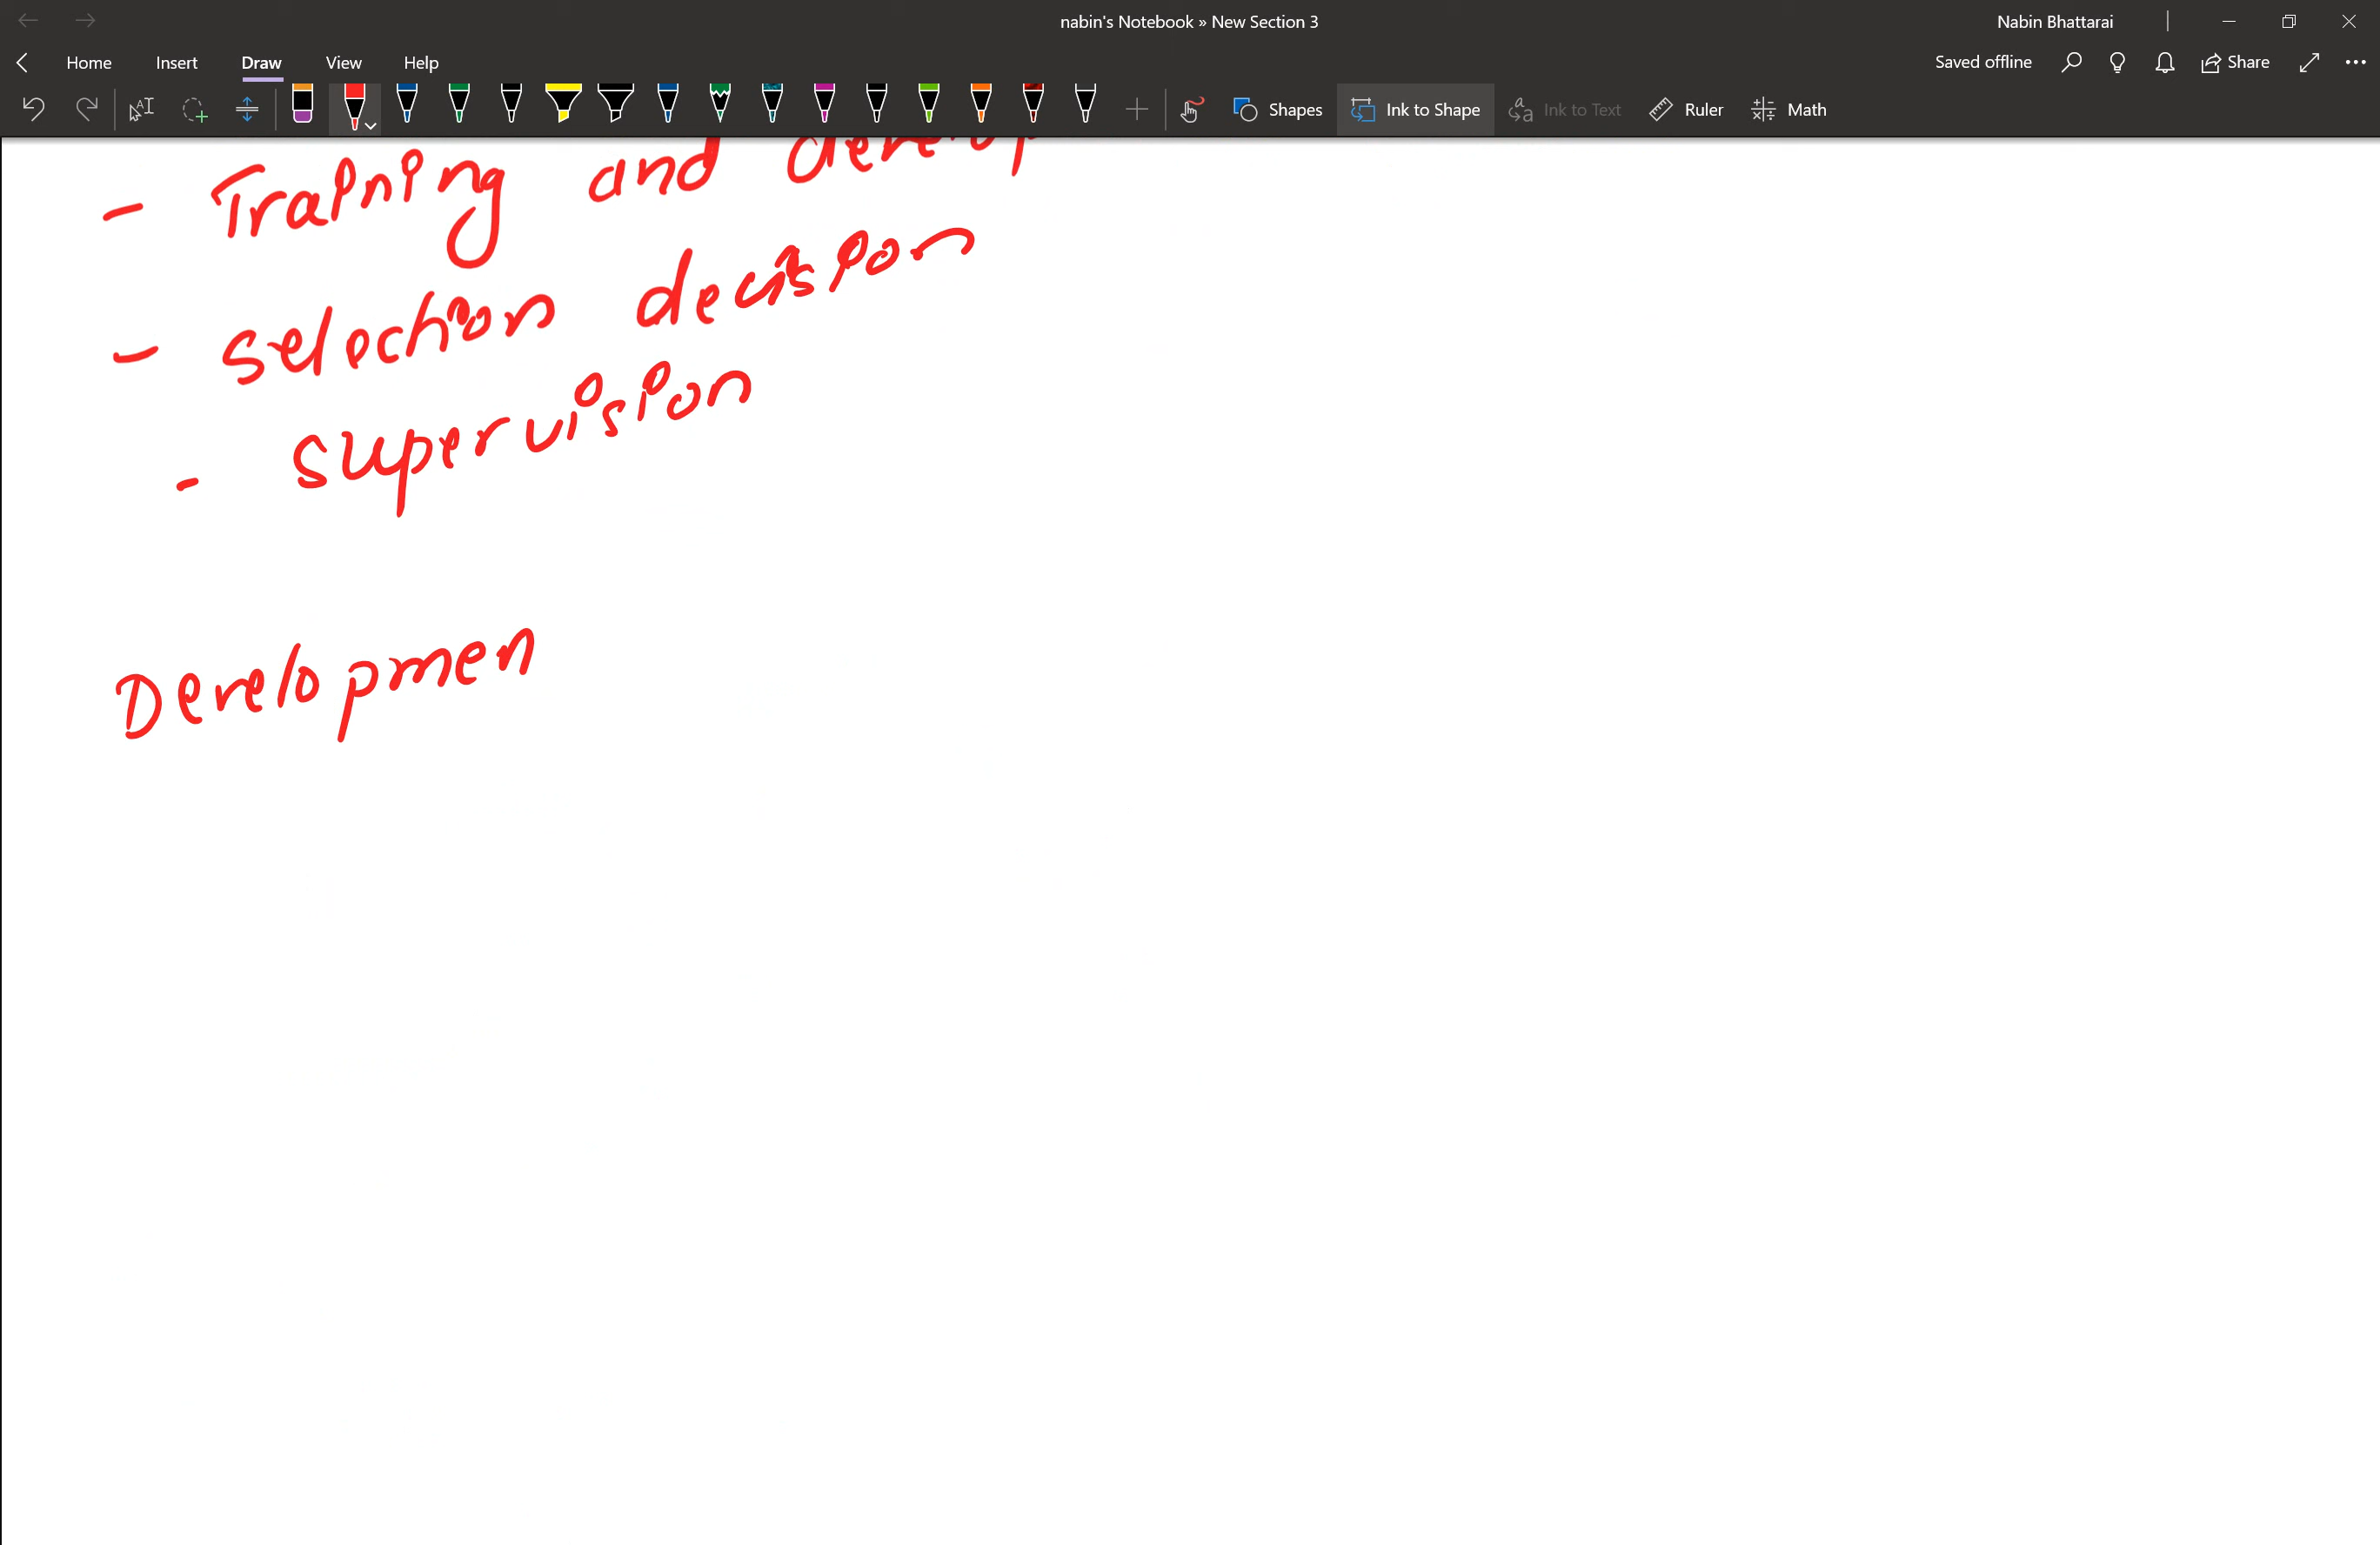 nabin's Notebook » New Section 3
Nabin Bhattarai
Home Insert Draw View Help
Saved offline
Share
Shapes
Ink to Shape
Ink to Text
Ruler
Math
- Training and develop
- selection decision
- supervision
Developmen